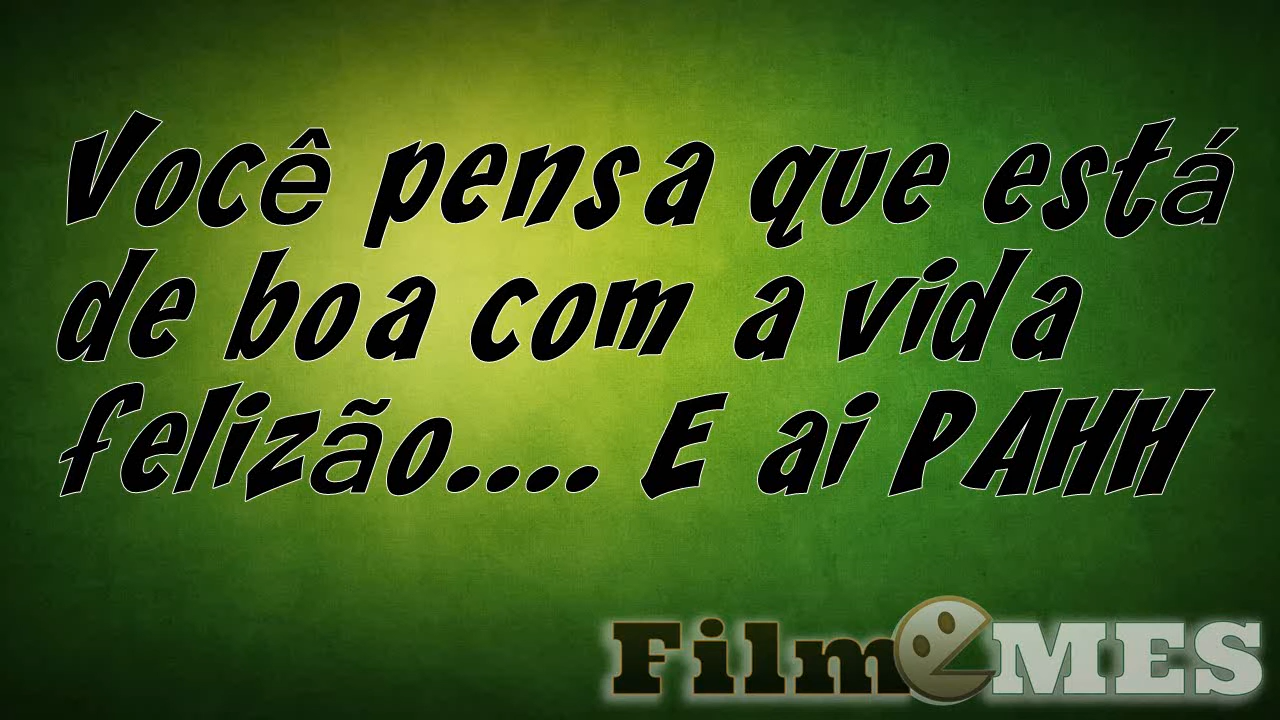 Você pensa que está
de boa com a vida
felizão.... E ai PAHH
FilmeMES